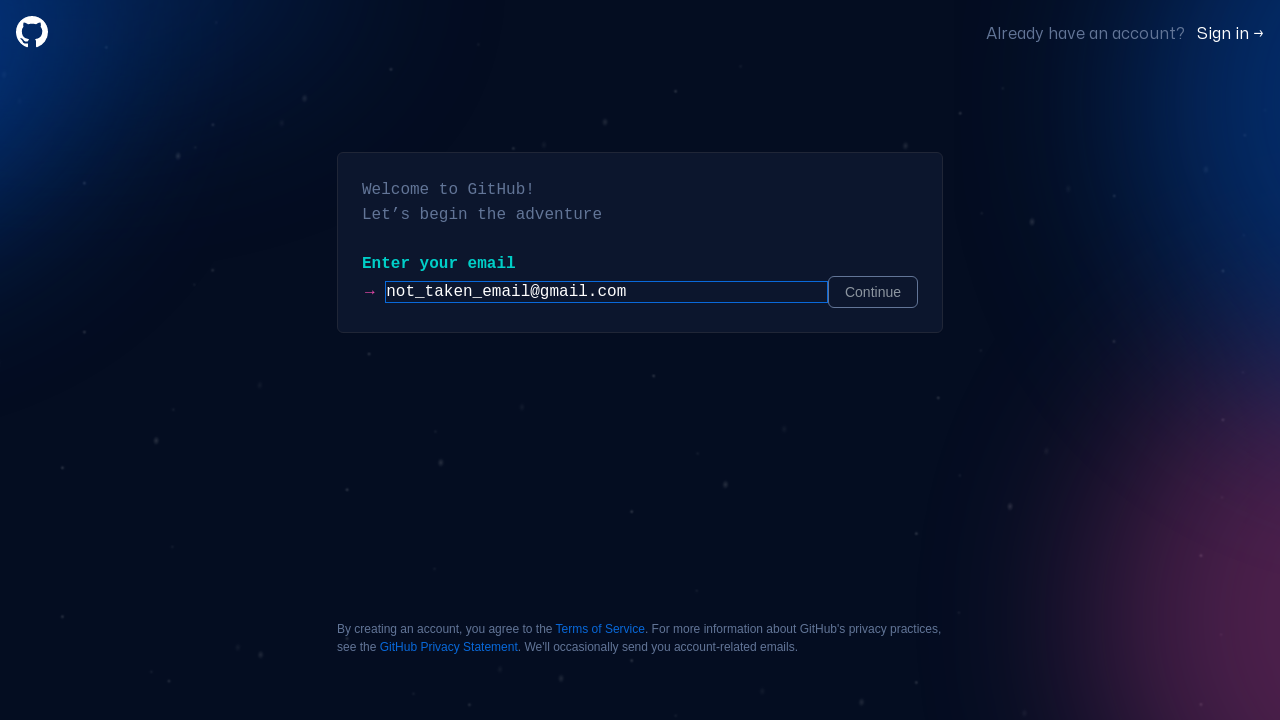 Already have an account? Sign in →
Welcome to GitHub!
Let’s begin the adventure
Enter your email
→ not_taken_email@gmail.com Continue
By creating an account, you agree to the Terms of Service. For more information about GitHub's privacy practices,
see the GitHub Privacy Statement. We'll occasionally send you account-related emails.